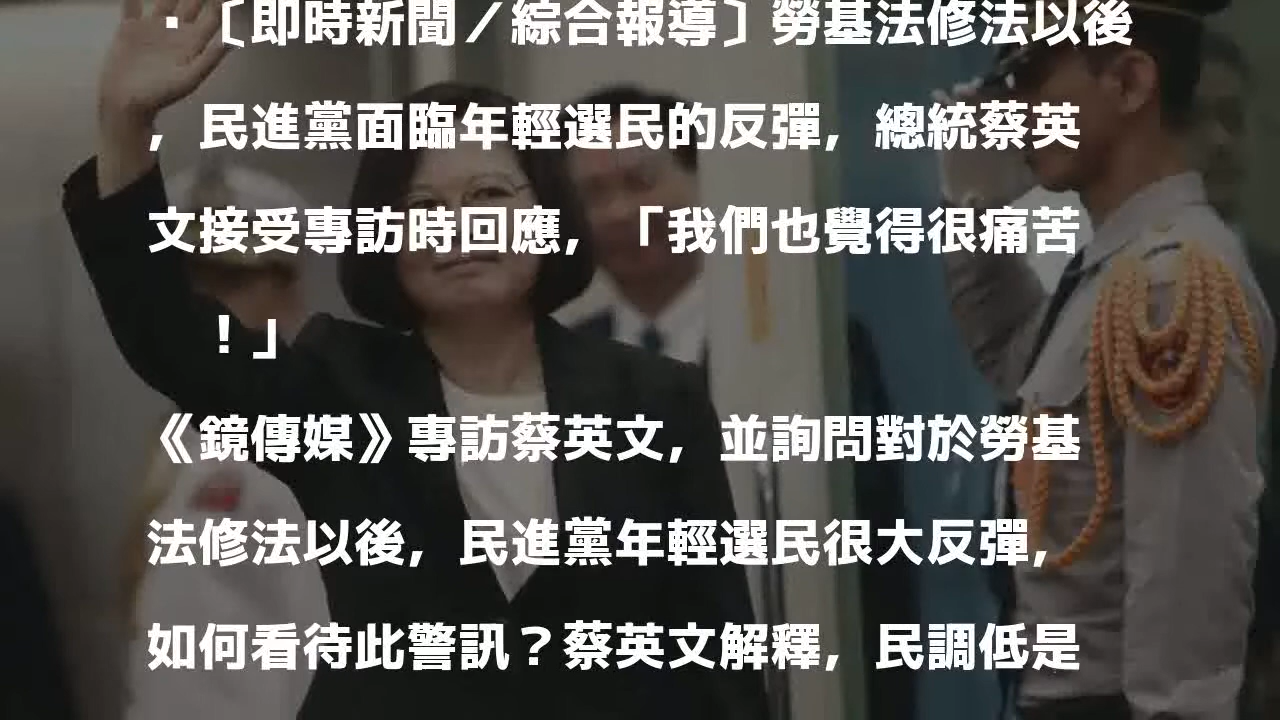 ·〔即時新聞／綜合報導〕勞基法修法以後
，民進黨面臨年輕選民的反彈，總統蔡英
文接受專訪時回應，「我們也覺得很痛苦
！」
《鏡傳媒》專訪蔡英文，並詢問對於勞基
法修法以後，民進黨年輕選民很大反彈，
如何看待此警訊？蔡英文解釋，民調低是